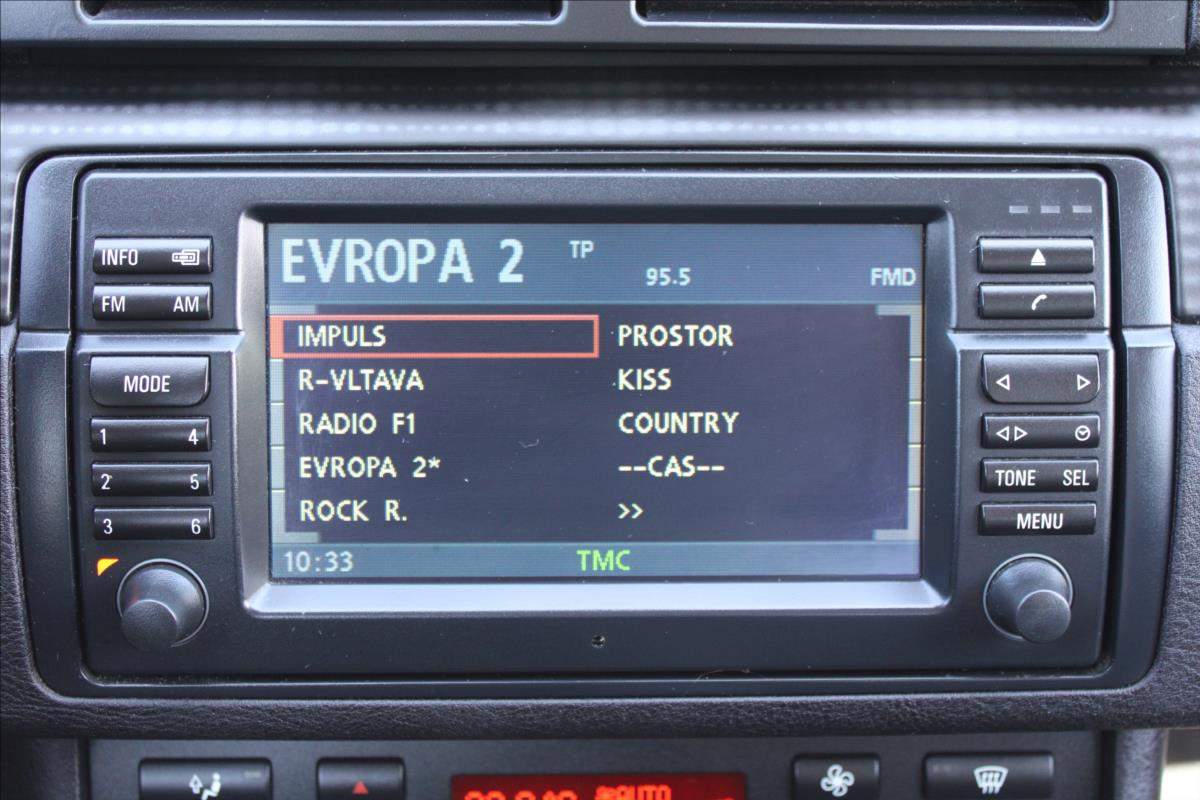 EVROPA 2 TP 95.5 FMD
IMPULS PROSTOR
R-VLTAVA KISS
RADIO F1 COUNTRY
EVROPA 2* --CAS--
ROCK R. >>
10:33 TMC
INFO
FM AM
MODE
1 4
2 5
3 6
TONE SEL
MENU
AUTO